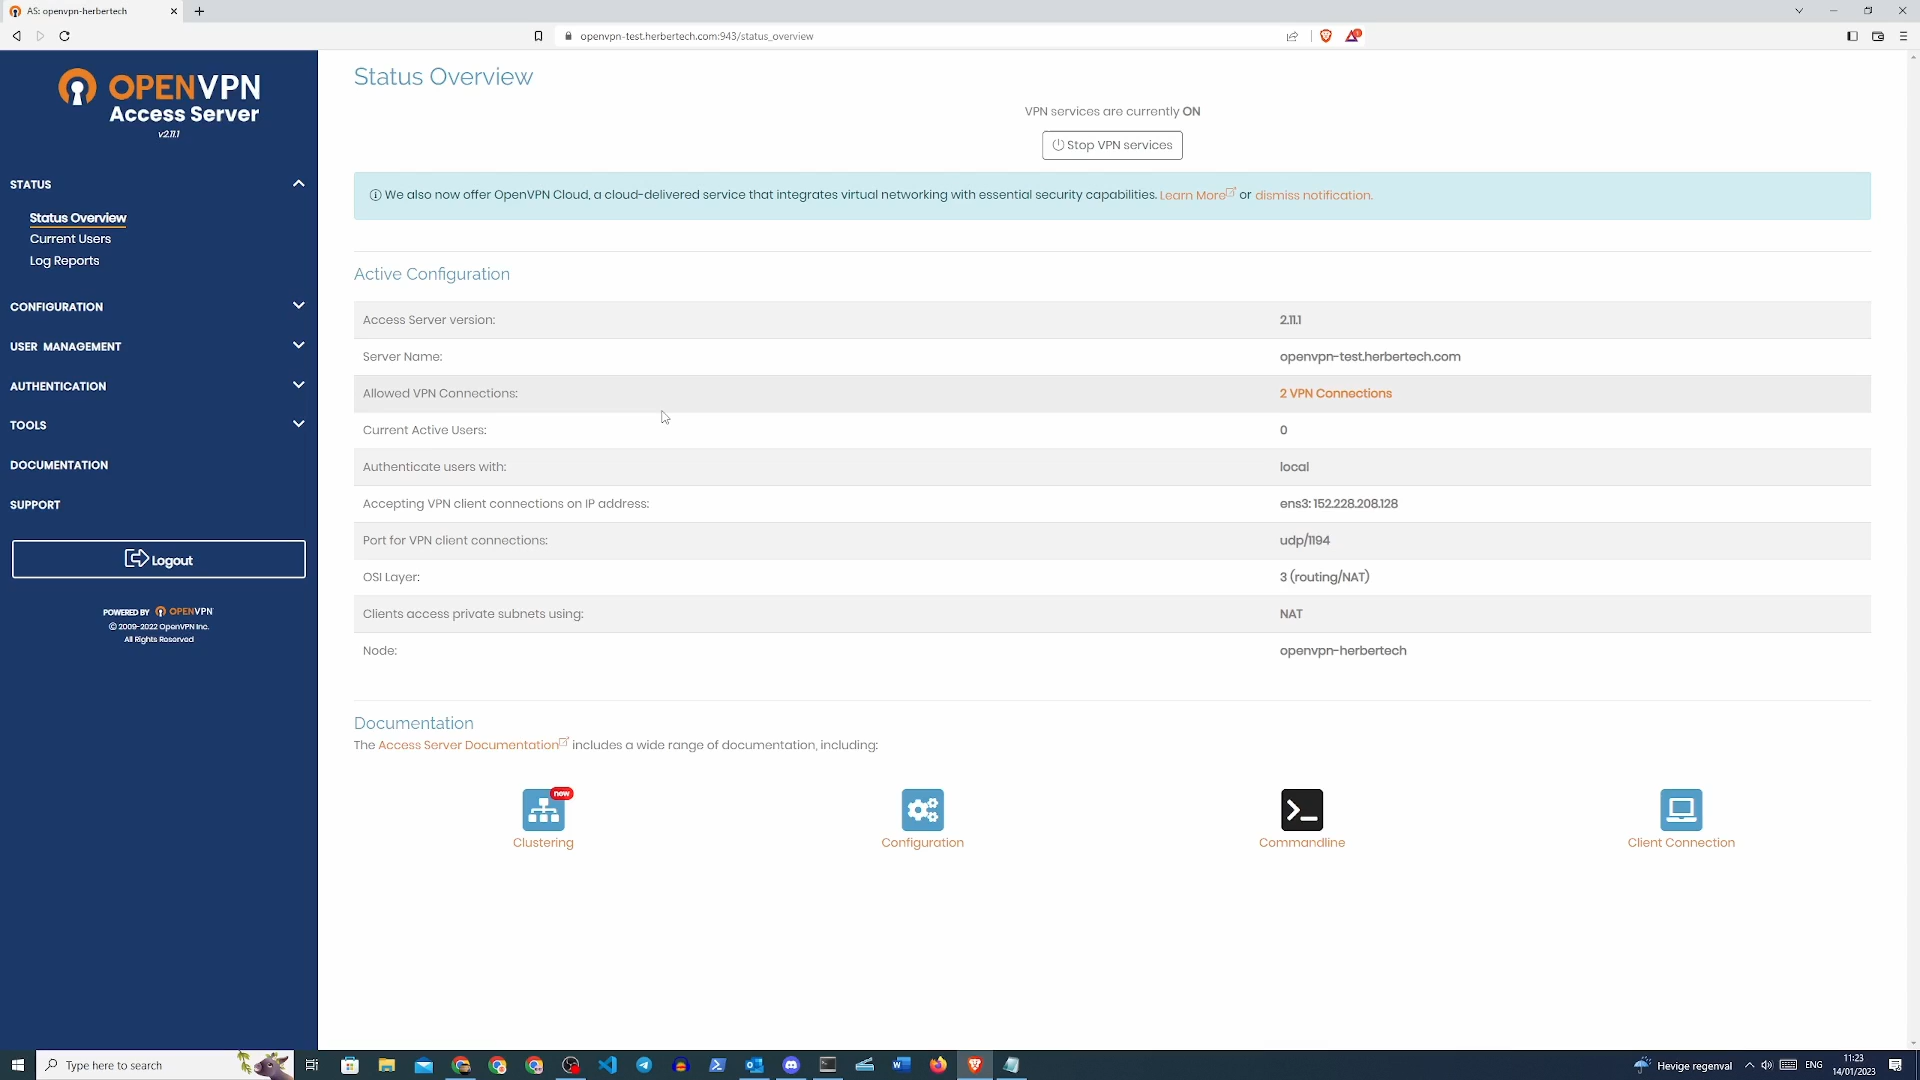 AS: openvpn-herbertech
openvpn-test.herbertech.com:943/status_overview
OPENVPN
Access Server
v2.11.1
STATUS
Status Overview
Current Users
Log Reports
CONFIGURATION
USER MANAGEMENT
AUTHENTICATION
TOOLS
DOCUMENTATION
SUPPORT
Logout
POWERED BY OPENVPN
© 2009-2022 OpenVPN Inc.
All Rights Reserved
Status Overview
VPN services are currently ON
Stop VPN services
We also now offer OpenVPN Cloud, a cloud-delivered service that integrates virtual networking with essential security capabilities. Learn More or dismiss notification.
Active Configuration
Access Server version: 2.11.1
Server Name: openvpn-test.herbertech.com
Allowed VPN Connections: 2 VPN Connections
Current Active Users: 0
Authenticate users with: local
Accepting VPN client connections on IP address: ens3: 152.228.208.128
Port for VPN client connections: udp/1194
OSI Layer: 3 (routing/NAT)
Clients access private subnets using: NAT
Node: openvpn-herbertech
Documentation
The Access Server Documentation includes a wide range of documentation, including:
new
Clustering Configuration Commandline Client Connection
Type here to search
Hevige regenval
ENG
11:23
14/01/2023